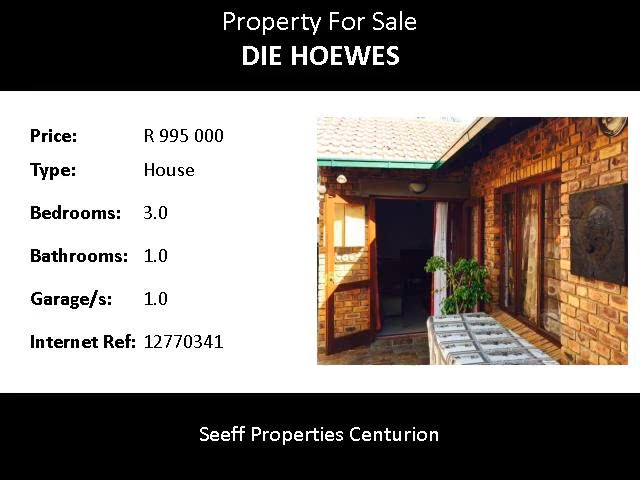 Property For Sale
DIE HOEWES
Price: R 995 000
Type: House
Bedrooms: 3.0
Bathrooms: 1.0
Garage/s: 1.0
Internet Ref: 12770341
Seeff Properties Centurion